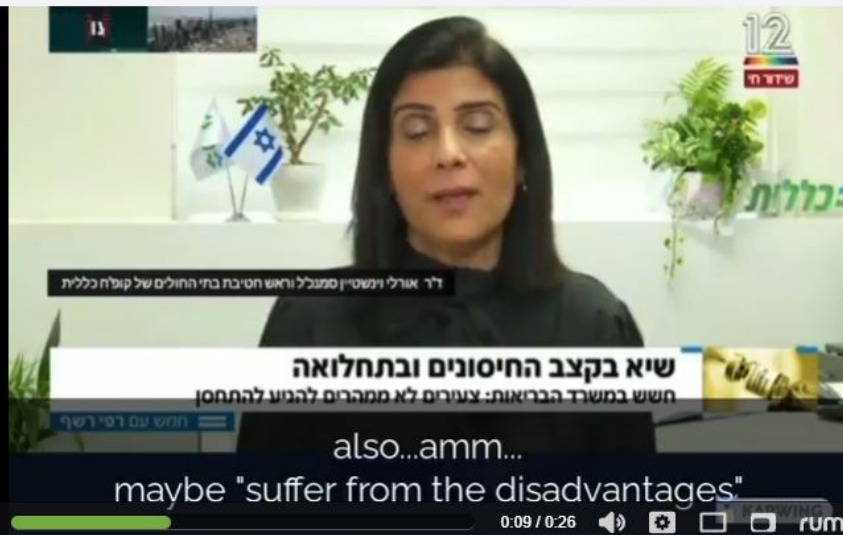 12
שידור חי
כללית
ד"ר אורלי וינשטיין סמנכ"ל וראש חטיבת בתי החולים של קופ"ח כללית
שיא בקצב החיסונים ובתחלואה
חשש במשרד הבריאות: צעירים לא ממהרים להגיע להתחסן
חמש עם רפי רשף
also...amm...
maybe "suffer from the disadvantages"
KAPWING
0:09 / 0:26
rum